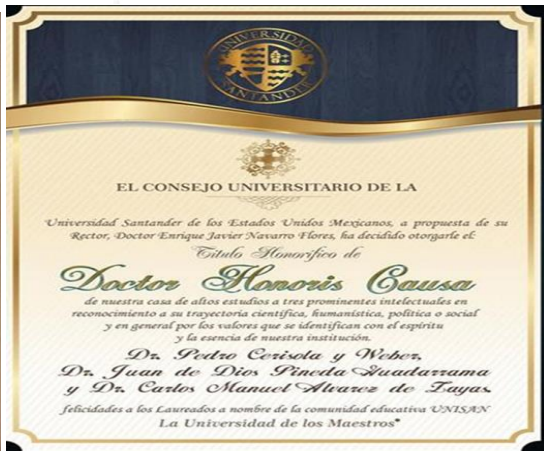 UNIVERSIDAD
SANTANDER
EL CONSEJO UNIVERSITARIO DE LA
Universidad Santander de los Estados Unidos Mexicanos, a propuesta de su
Rector, Doctor Enrique Javier Navarro Flores, ha decidido otorgarle el:
Título Honorífico de
Doctor Honoris Causa
de nuestra casa de altos estudios a tres prominentes intelectuales en
reconocimiento a su trayectoria científica, humanística, política o social
y en general por los valores que se identifican con el espíritu
y la esencia de nuestra institución.
Dr. Pedro Cerisola y Weber,
Dr. Juan de Dios Pineda Guadarrama
y Dr. Carlos Manuel Alvarez de Zayas.
felicidades a los Laureados a nombre de la comunidad educativa UNISAN
La Universidad de los Maestros®